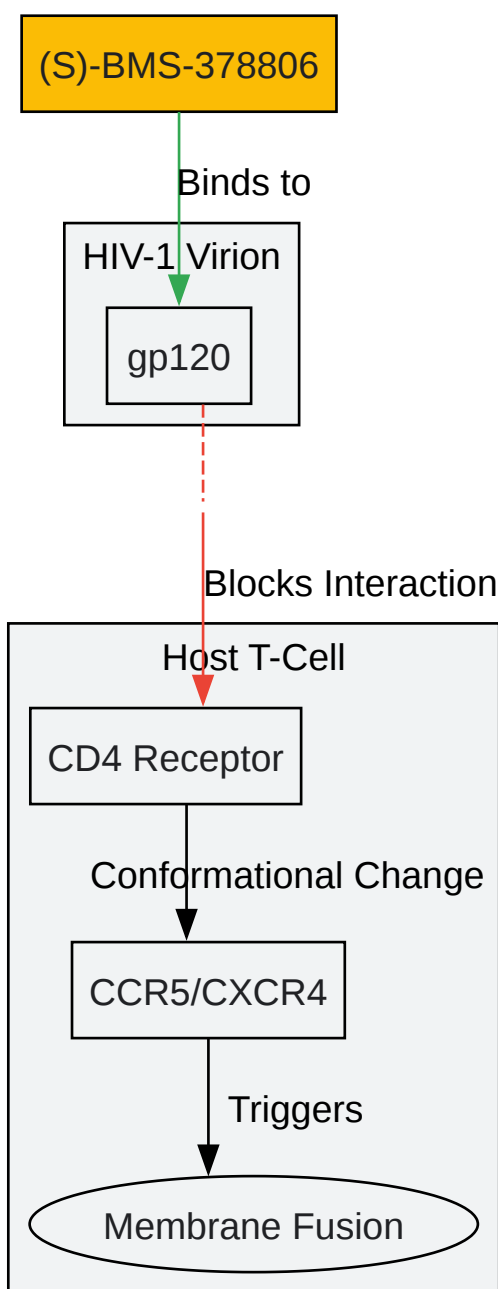 (S)-BMS-378806
Binds to
HIV-1 Virion
gp120
Blocks Interaction
Host T-Cell
CD4 Receptor
Conformational Change
CCR5/CXCR4
Triggers
Membrane Fusion